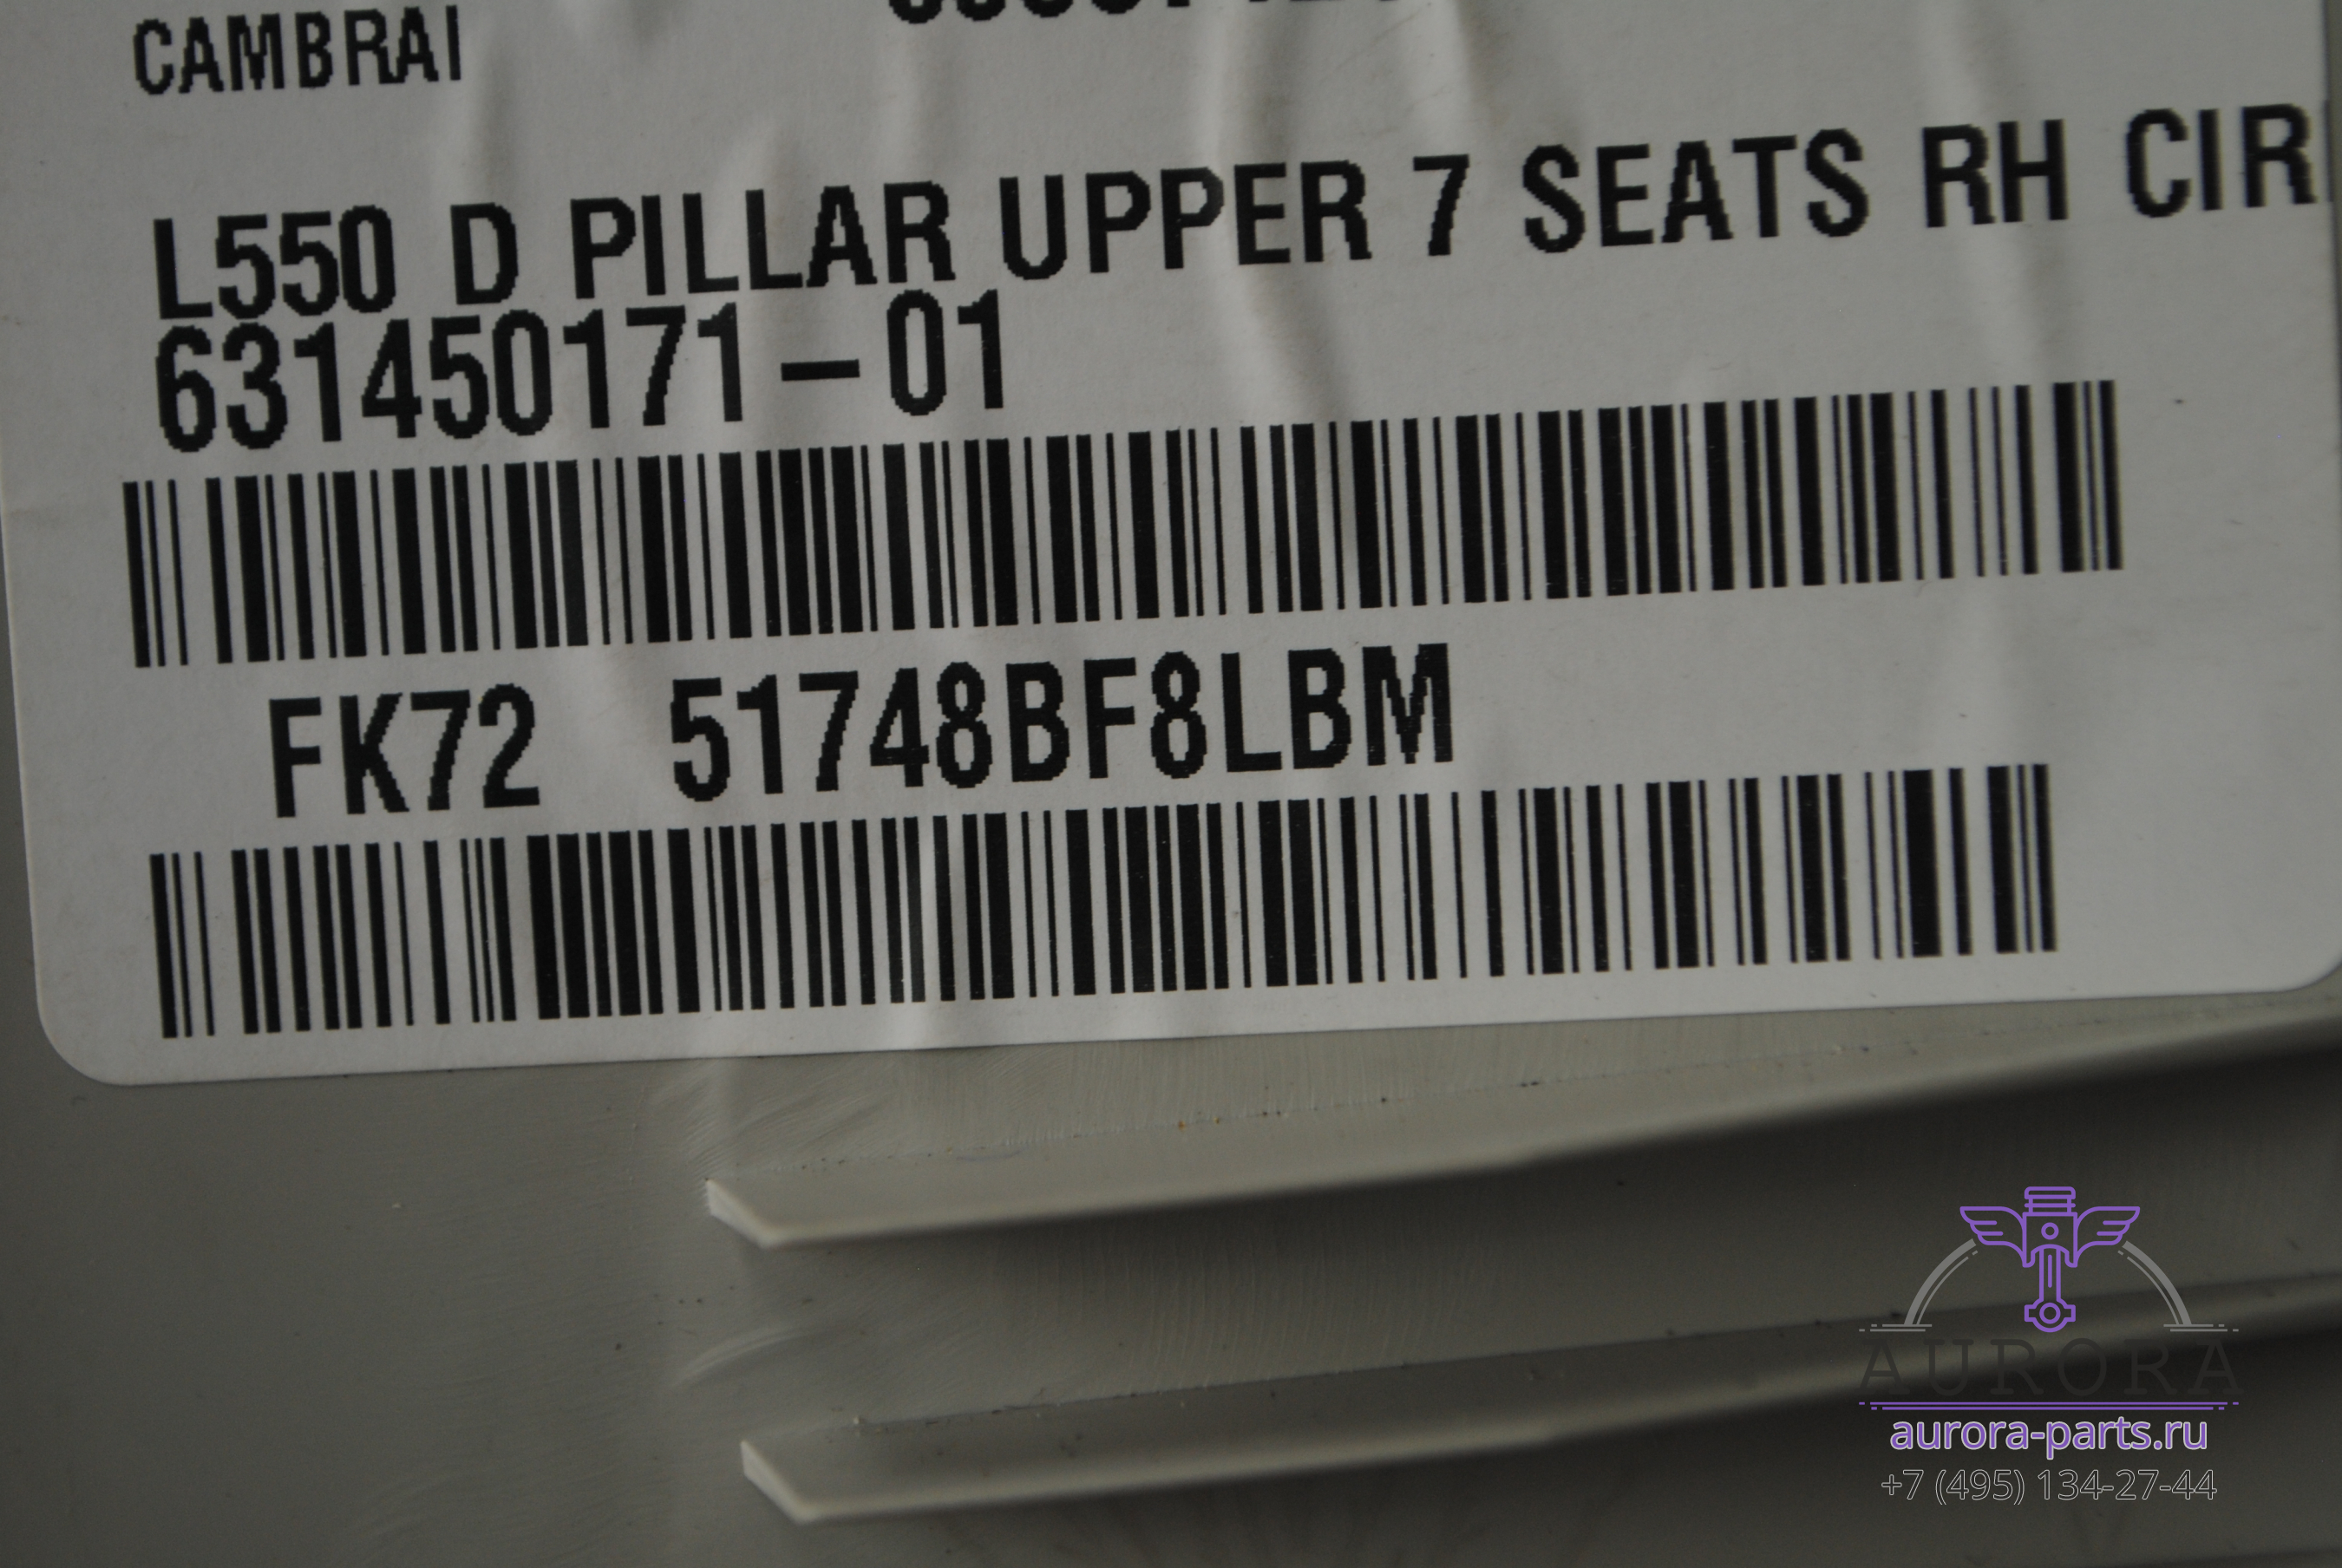 CAMBRAI
L550 D PILLAR UPPER 7 SEATS RH CIR
631450171-01
FK72 51748BF8LBM
AURORA
aurora-parts.ru
+7 (495) 134-27-44